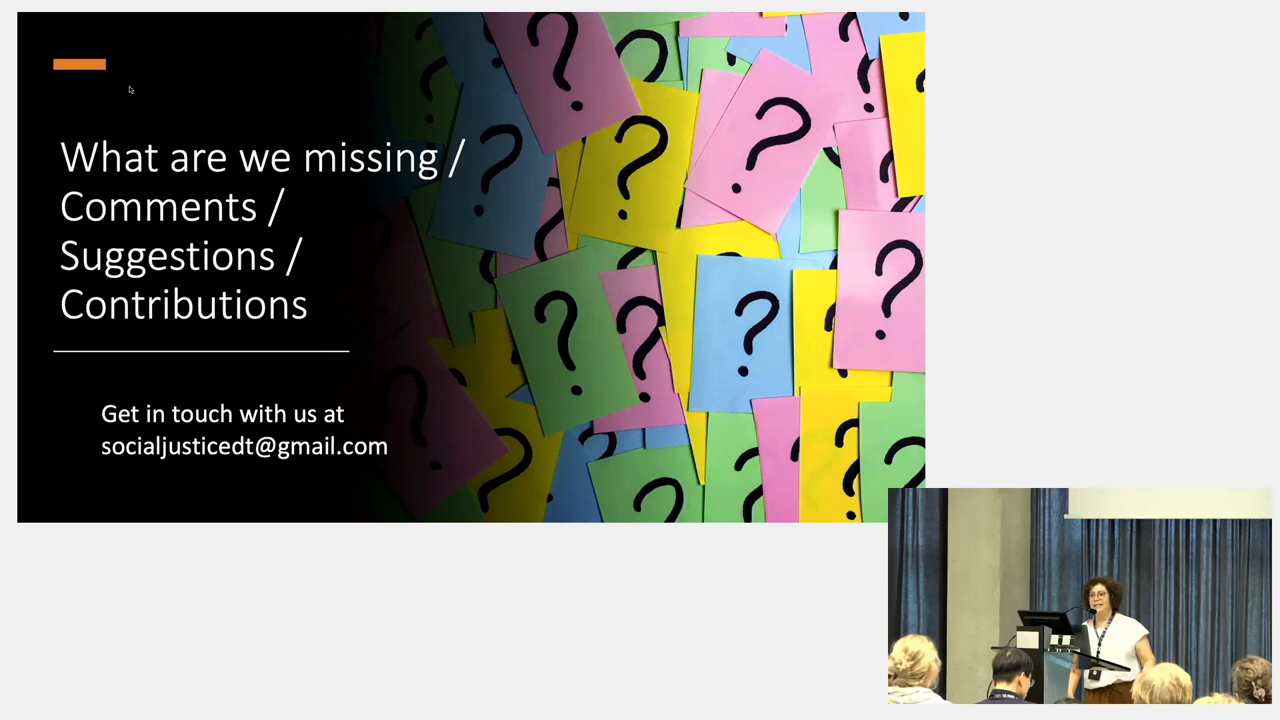 What are we missing /
Comments /
Suggestions /
Contributions
Get in touch with us at
socialjusticedt@gmail.com